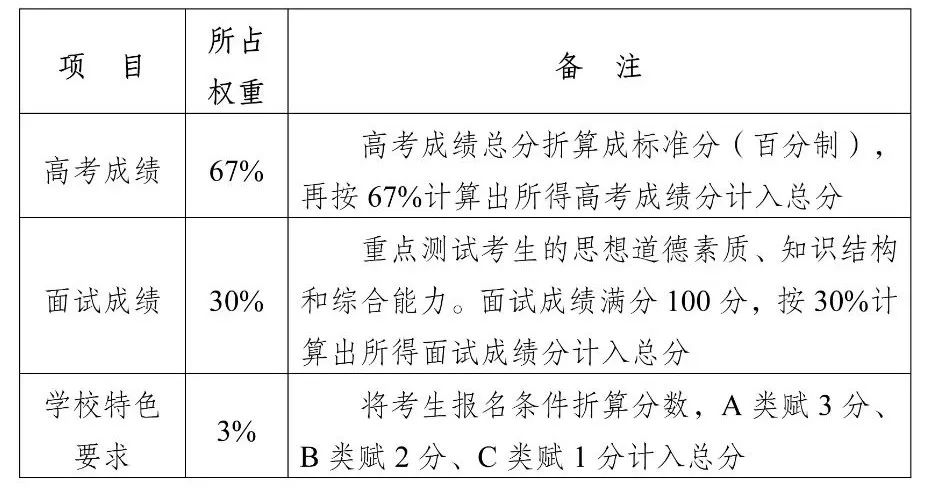 项 目
所占
权重
备 注
高考成绩
67%
高考成绩总分折算成标准分（百分制），
再按 67%计算出所得高考成绩分计入总分
面试成绩
30%
重点测试考生的思想道德素质、知识结构
和综合能力。面试成绩满分 100 分，按 30%计
算出所得面试成绩分计入总分
学校特色
要求
3%
将考生报名条件折算分数，A 类赋 3 分、
B 类赋 2 分、C 类赋 1 分计入总分